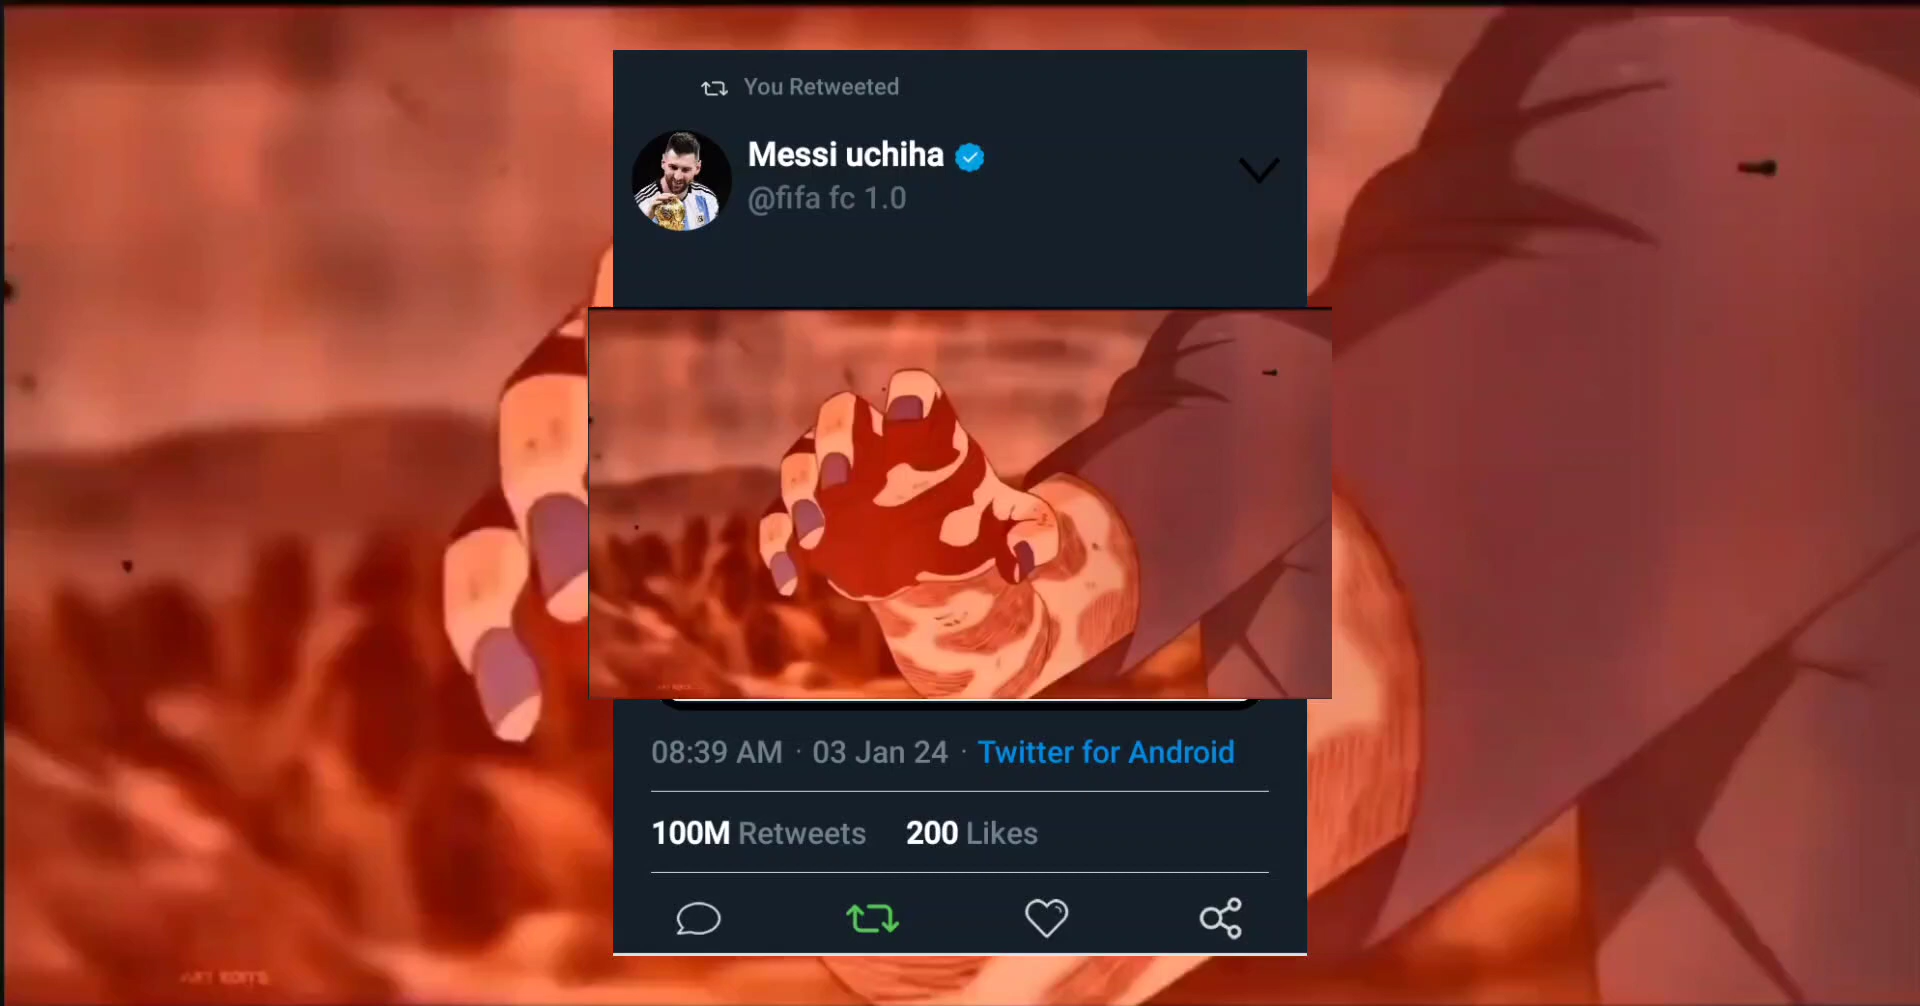 You Retweeted
Messi uchiha
@fifa fc 1.0
08:39 AM · 03 Jan 24 · Twitter for Android
100M Retweets 200 Likes